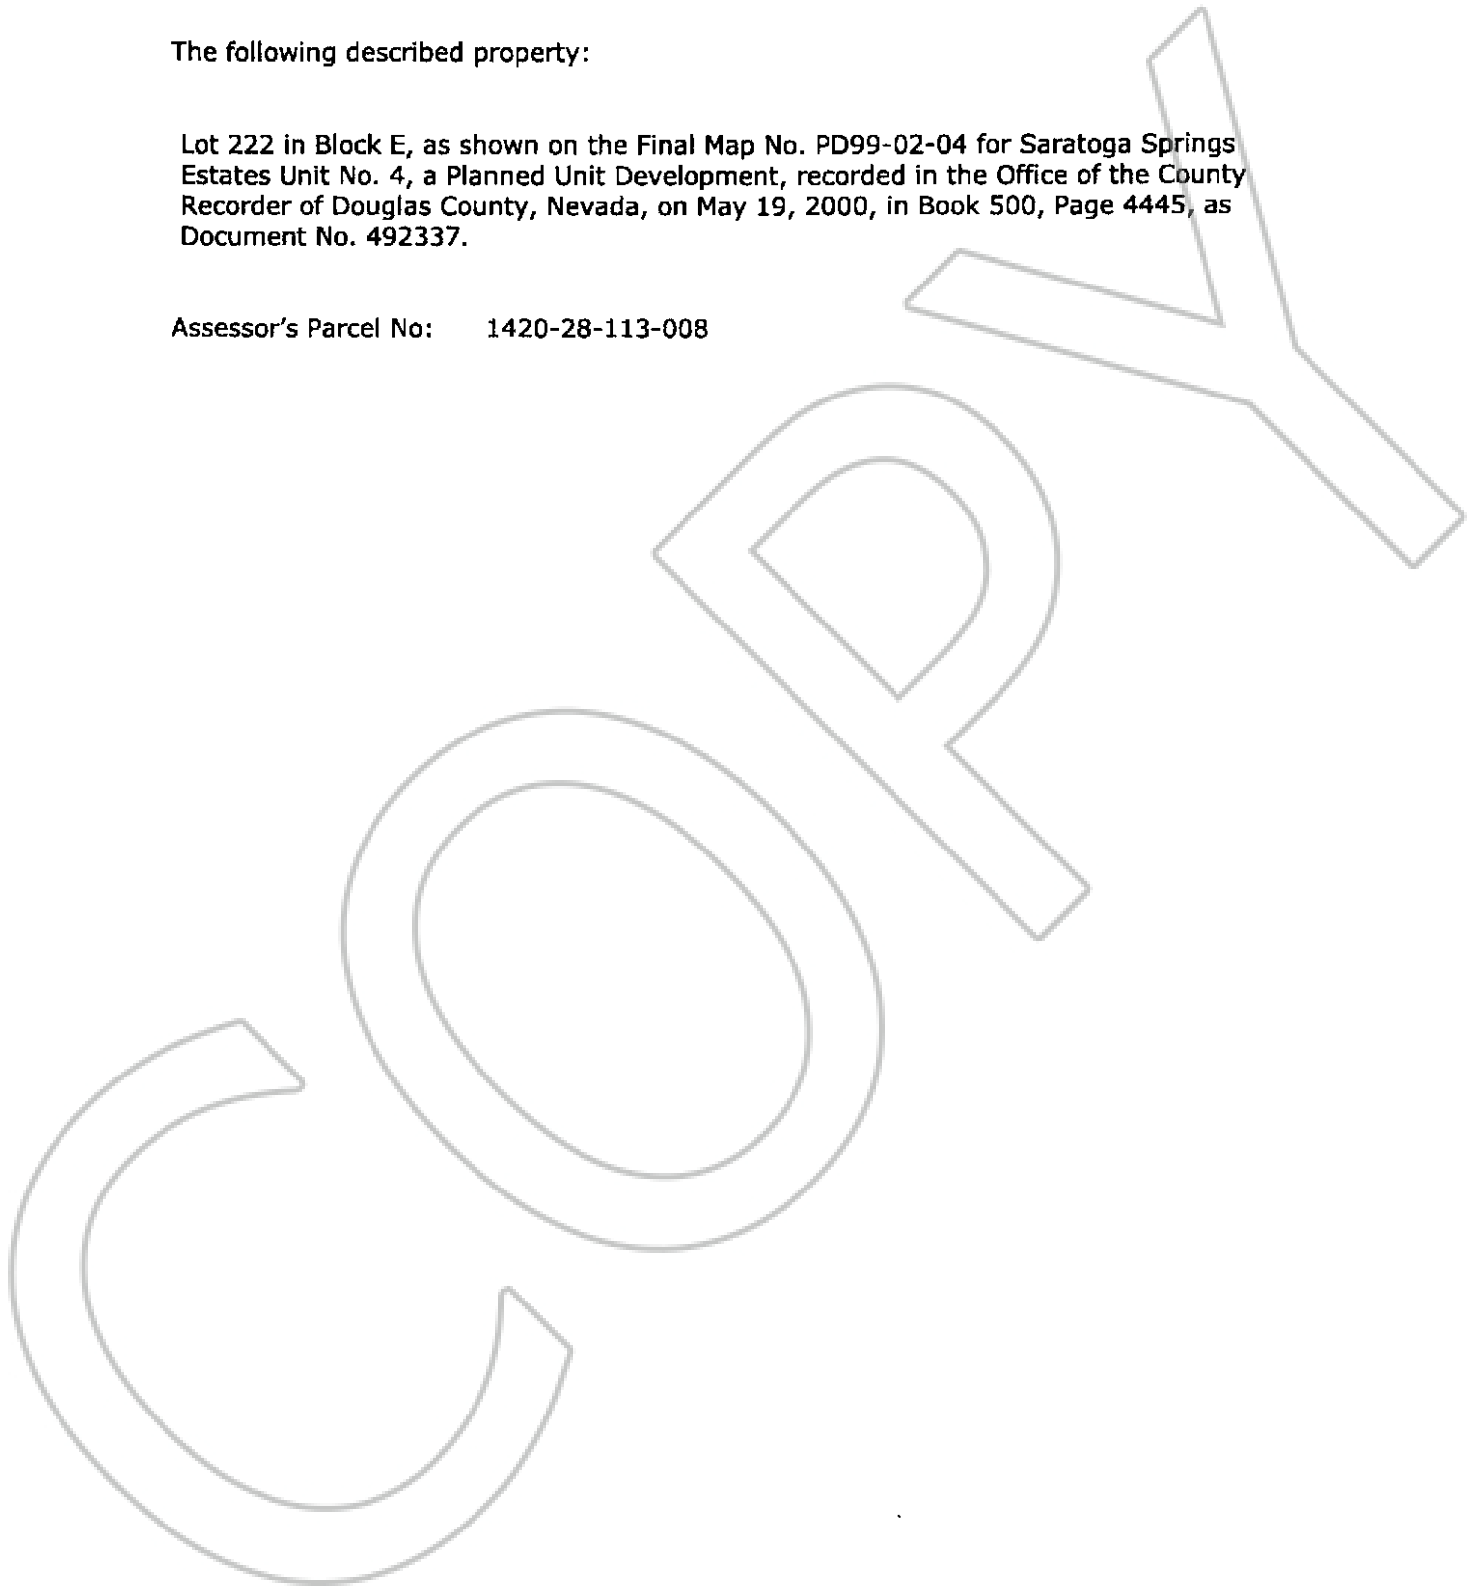 The following described property:
Lot 222 in Block E, as shown on the Final Map No. PD99-02-04 for Saratoga Springs
Estates Unit No. 4, a Planned Unit Development, recorded in the Office of the County
Recorder of Douglas County, Nevada, on May 19, 2000, in Book 500, Page 4445, as
Document No. 492337.
Assessor's Parcel No: 1420-28-113-008
COPY